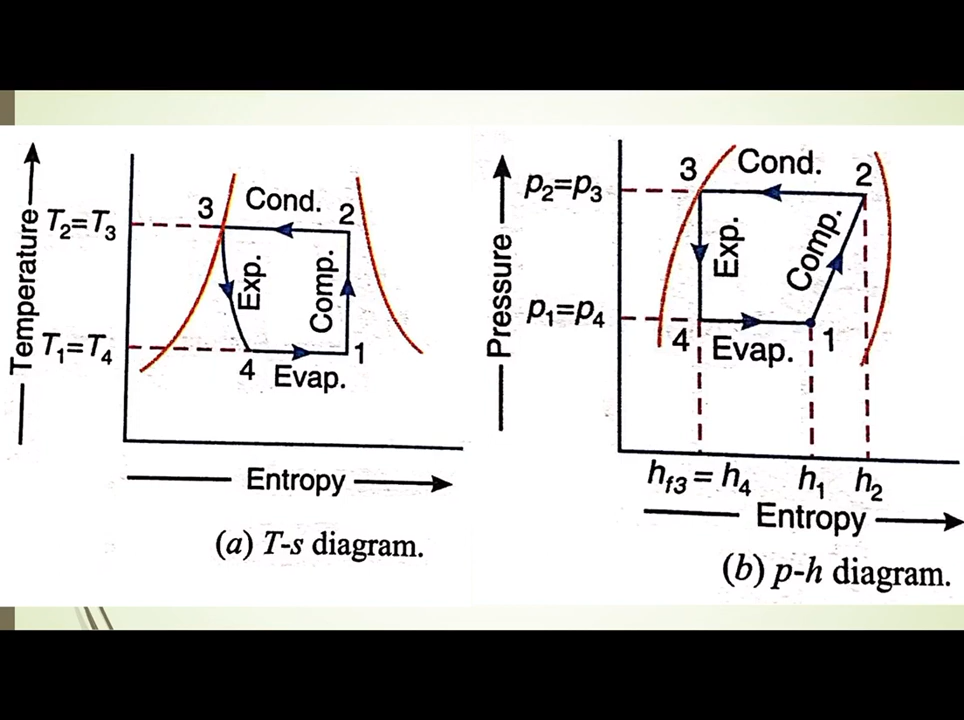 Temperature
T₂=T₃
T₁=T₄
3
Cond.
2
Exp.
Comp.
4
Evap.
1
Entropy
(a) T-s diagram.
Pressure
p₂=p₃
p₁=p₄
3
Cond.
2
Exp.
Comp.
4
Evap.
1
h_f3 = h₄
h₁
h₂
Entropy
(b) p-h diagram.